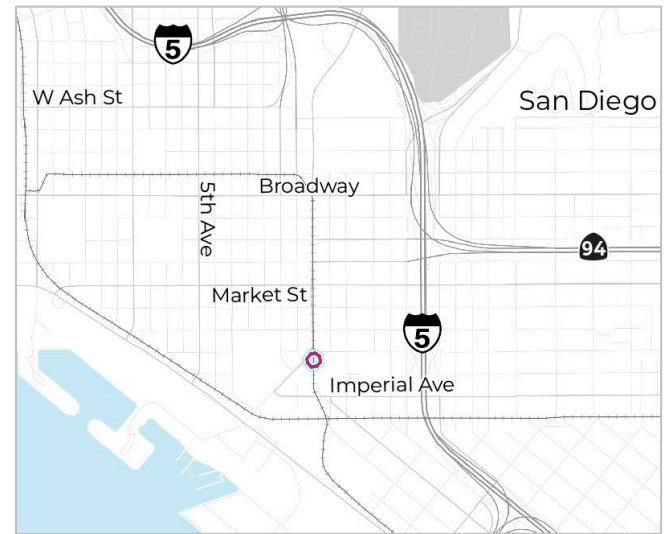 5
W Ash St
San Diego
Broadway
5th Ave
94
Market St
5
Imperial Ave